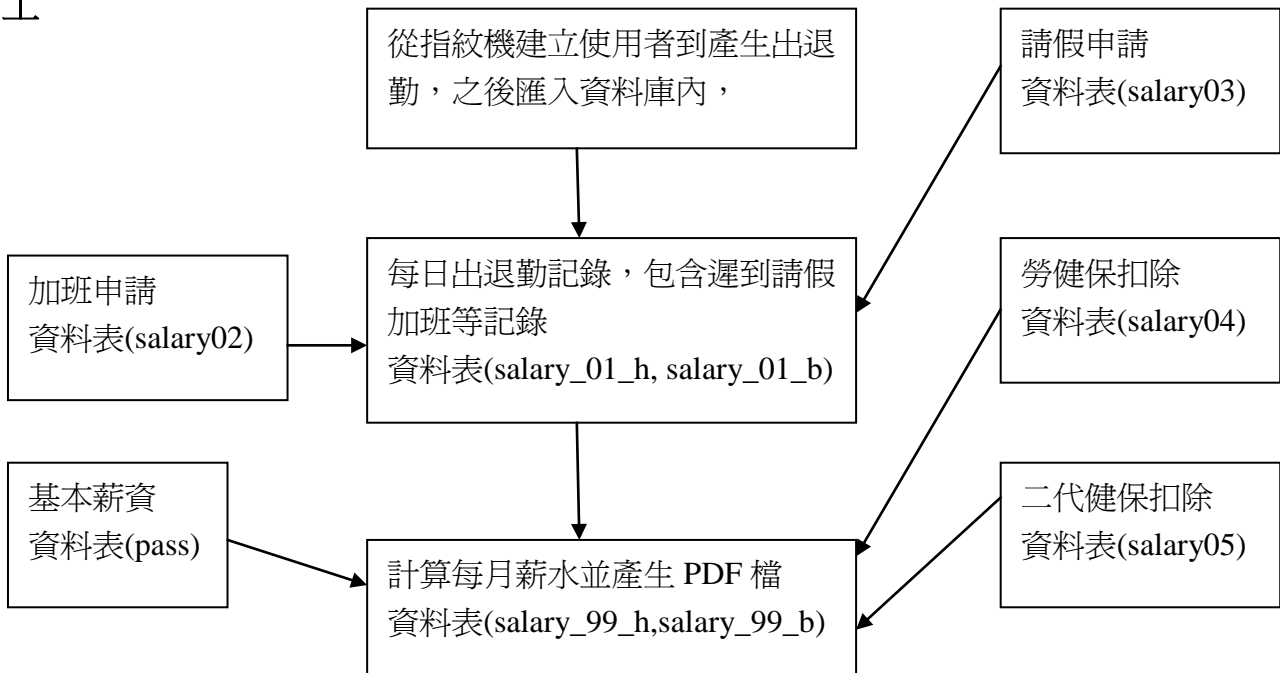 從指紋機建立使用者到產生出退
勤，之後匯入資料庫內，
請假申請
資料表(salary03)
加班申請
資料表(salary02)
每日出退勤記錄，包含遲到請假
加班等記錄
資料表(salary_01_h, salary_01_b)
勞健保扣除
資料表(salary04)
基本薪資
資料表(pass)
計算每月薪水並產生 PDF 檔
資料表(salary_99_h,salary_99_b)
二代健保扣除
資料表(salary05)